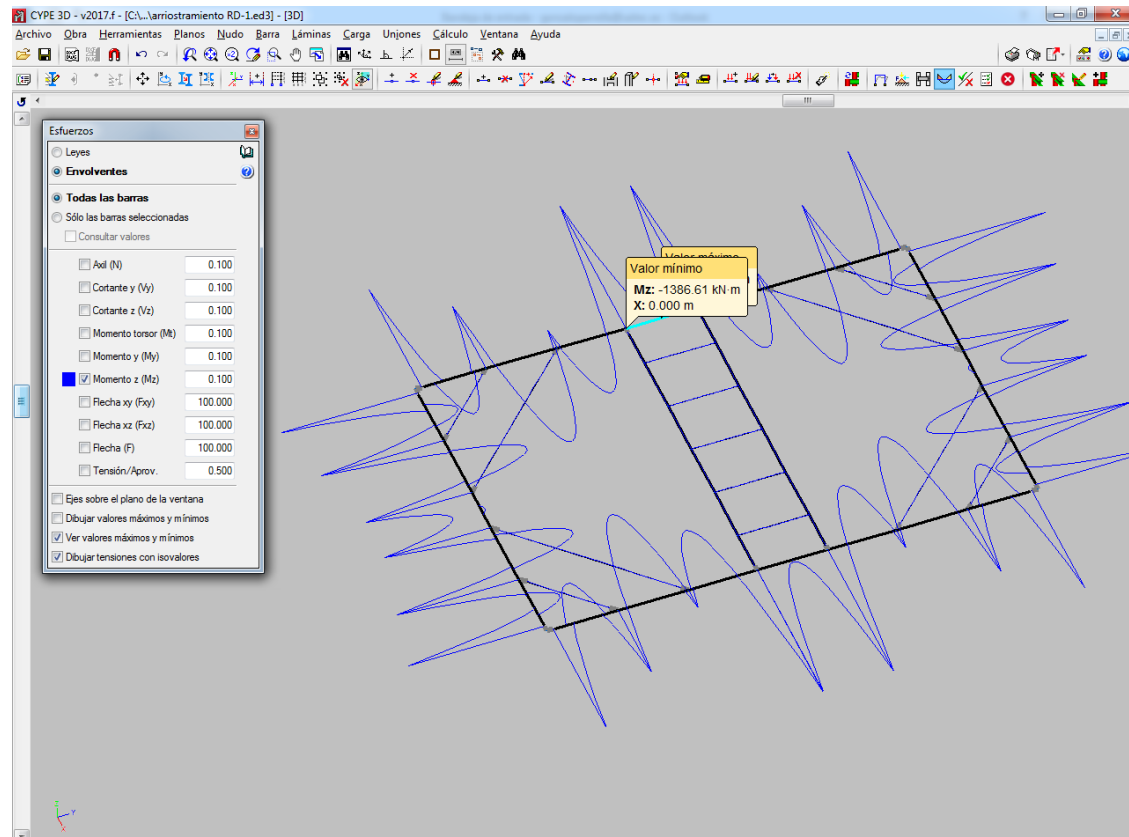 CYPE 3D - v2017.f - [C:\...\arriostramiento RD-1.ed3] - [3D]
Archivo Obra Herramientas Planos Nudo Barra Láminas Carga Uniones Cálculo Ventana Ayuda
Esfuerzos
Leyes
Envolventes
Todas las barras
Sólo las barras seleccionadas
Consultar valores
Axil (N) 0.100
Cortante y (Vy) 0.100
Cortante z (Vz) 0.100
Momento torsor (Mt) 0.100
Momento y (My) 0.100
Momento z (Mz) 0.100
Flecha xy (Fxy) 100.000
Flecha xz (Fxz) 100.000
Flecha (F) 100.000
Tensión/Aprov. 0.500
Ejes sobre el plano de la ventana
Dibujar valores máximos y mínimos
Ver valores máximos y mínimos
Dibujar tensiones con isovalores
Valor máximo
Valor mínimo
Mz: -1386.61 kN·m
X: 0.000 m